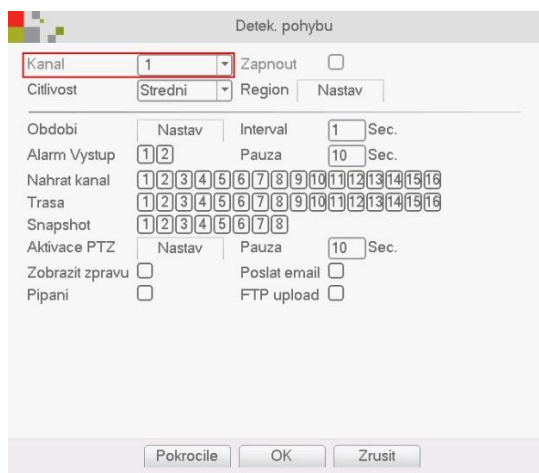 Detek. pohybu
Kanal 1 Zapnout
Citlivost Stredni Region Nastav
Obdobi Nastav Interval 1 Sec.
Alarm Vystup 1 2 Pauza 10 Sec.
Nahrat kanal 1 2 3 4 5 6 7 8 9 10 11 12 13 14 15 16
Trasa 1 2 3 4 5 6 7 8 9 10 11 12 13 14 15 16
Snapshot 1 2 3 4 5 6 7 8
Aktivace PTZ Nastav Pauza 10 Sec.
Zobrazit zpravu Poslat email
Pipani FTP upload
Pokrocile OK Zrusit